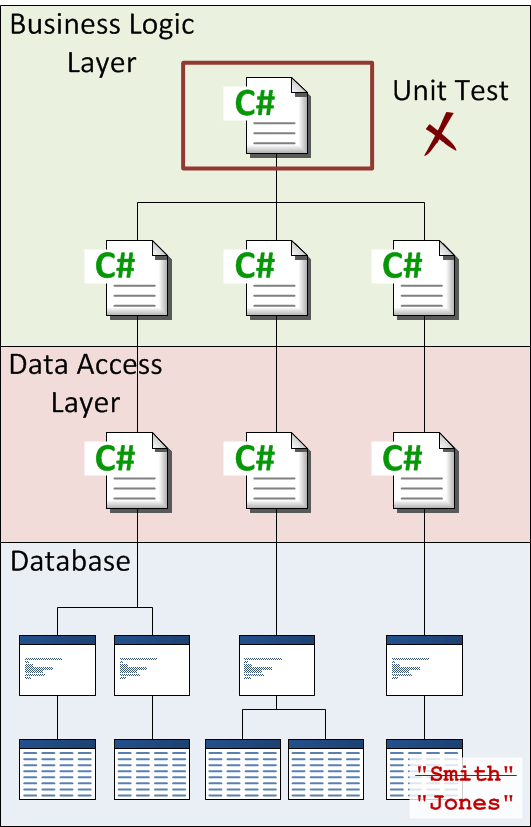 Business Logic
Layer
Unit Test
C#
C#
C#
C#
Data Access
Layer
C#
C#
C#
Database
"Smith"
"Jones"